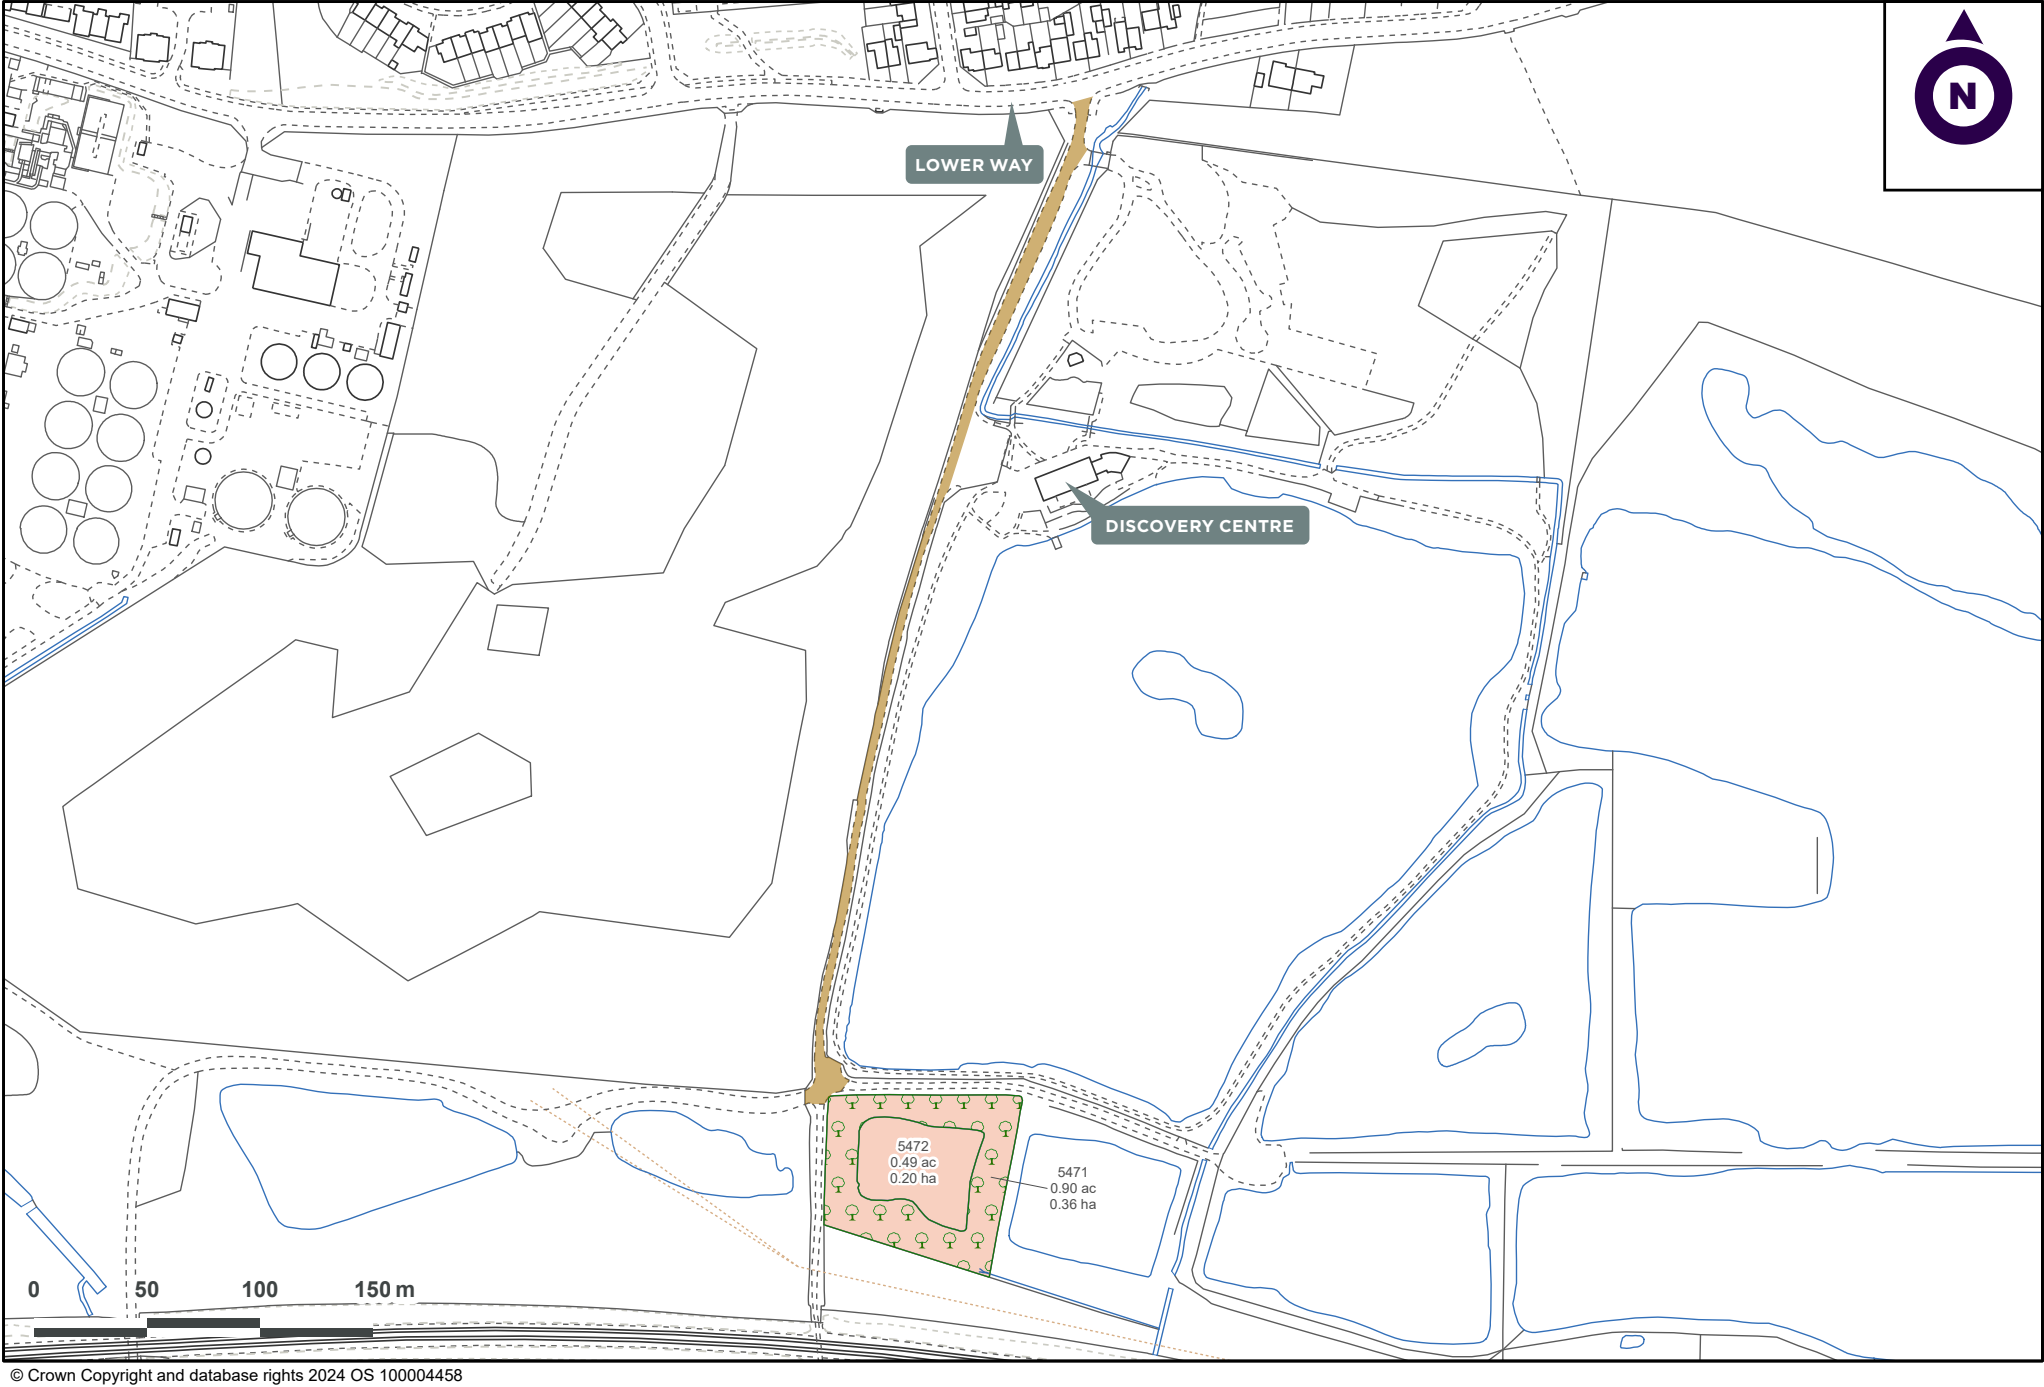 N
LOWER WAY
DISCOVERY CENTRE
5472
0.49 ac
0.20 ha
5471
0.90 ac
0.36 ha
0 50 100 150 m
© Crown Copyright and database rights 2024 OS 100004458